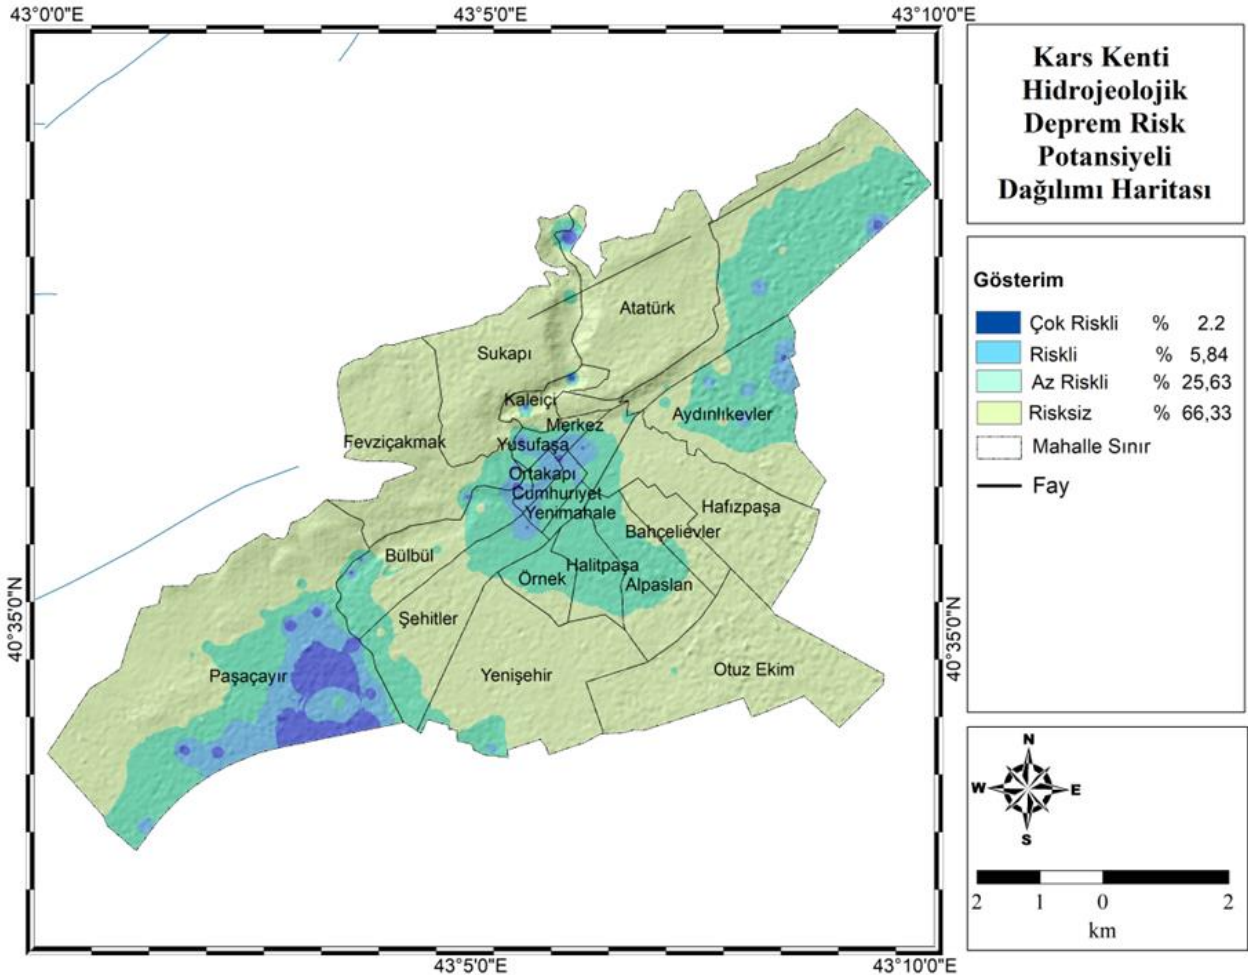 43°0'0"E
43°5'0"E
43°10'0"E
Kars Kenti
Hidrojeolojik
Deprem Risk
Potansiyeli
Dağılımı Haritası
Gösterim
Çok Riskli % 2.2
Riskli % 5,84
Az Riskli % 25,63
Risksiz % 66,33
Mahalle Sınır
Fay
Atatürk
Sukapı
Kaleiçi
Aydınlıkevler
Merkez
Fevziçakmak
Yusufaşa
Ortakapı
Cumhuriyet
Yenimahale
Hafızpaşa
Bahçelievler
Bülbül
Halitpaşa
Örnek
Alpaslan
Şehitler
Paşaçayır
Yenişehir
Otuz Ekim
40°35'0"N
40°35'0"N
N
W
E
S
2 1 0 2
km
43°5'0"E
43°10'0"E